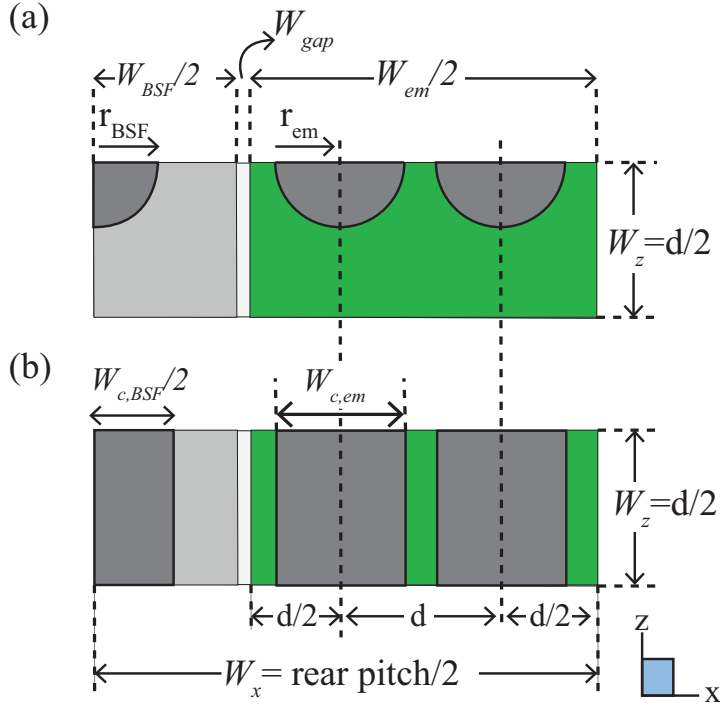 (a)
W_gap
W_BSF/2
W_em/2
r_BSF
r_em
W_z=d/2
(b)
W_c,BSF/2
W_c,em
W_z=d/2
d/2
d
d/2
W_x= rear pitch/2
z
x